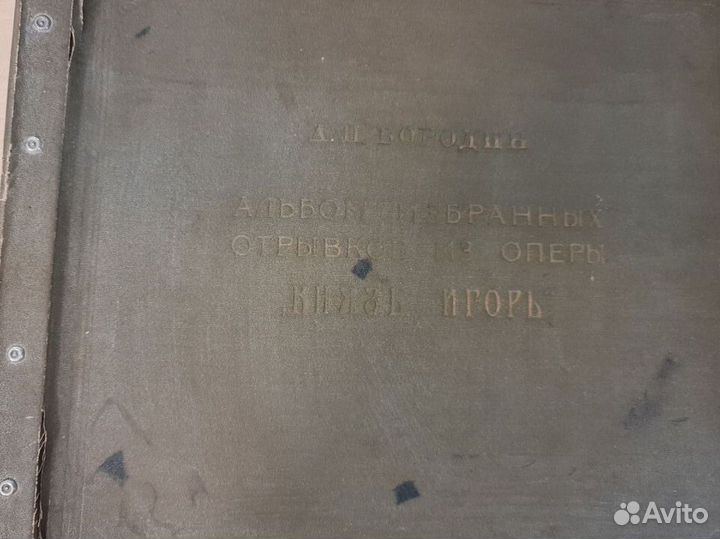 А.П. БОРОДИН
АЛЬБОМ ИЗБРАННЫХ
ОТРЫВКОВ ИЗ ОПЕРЫ
„КНЯЗЬ ИГОРЬ
Avito